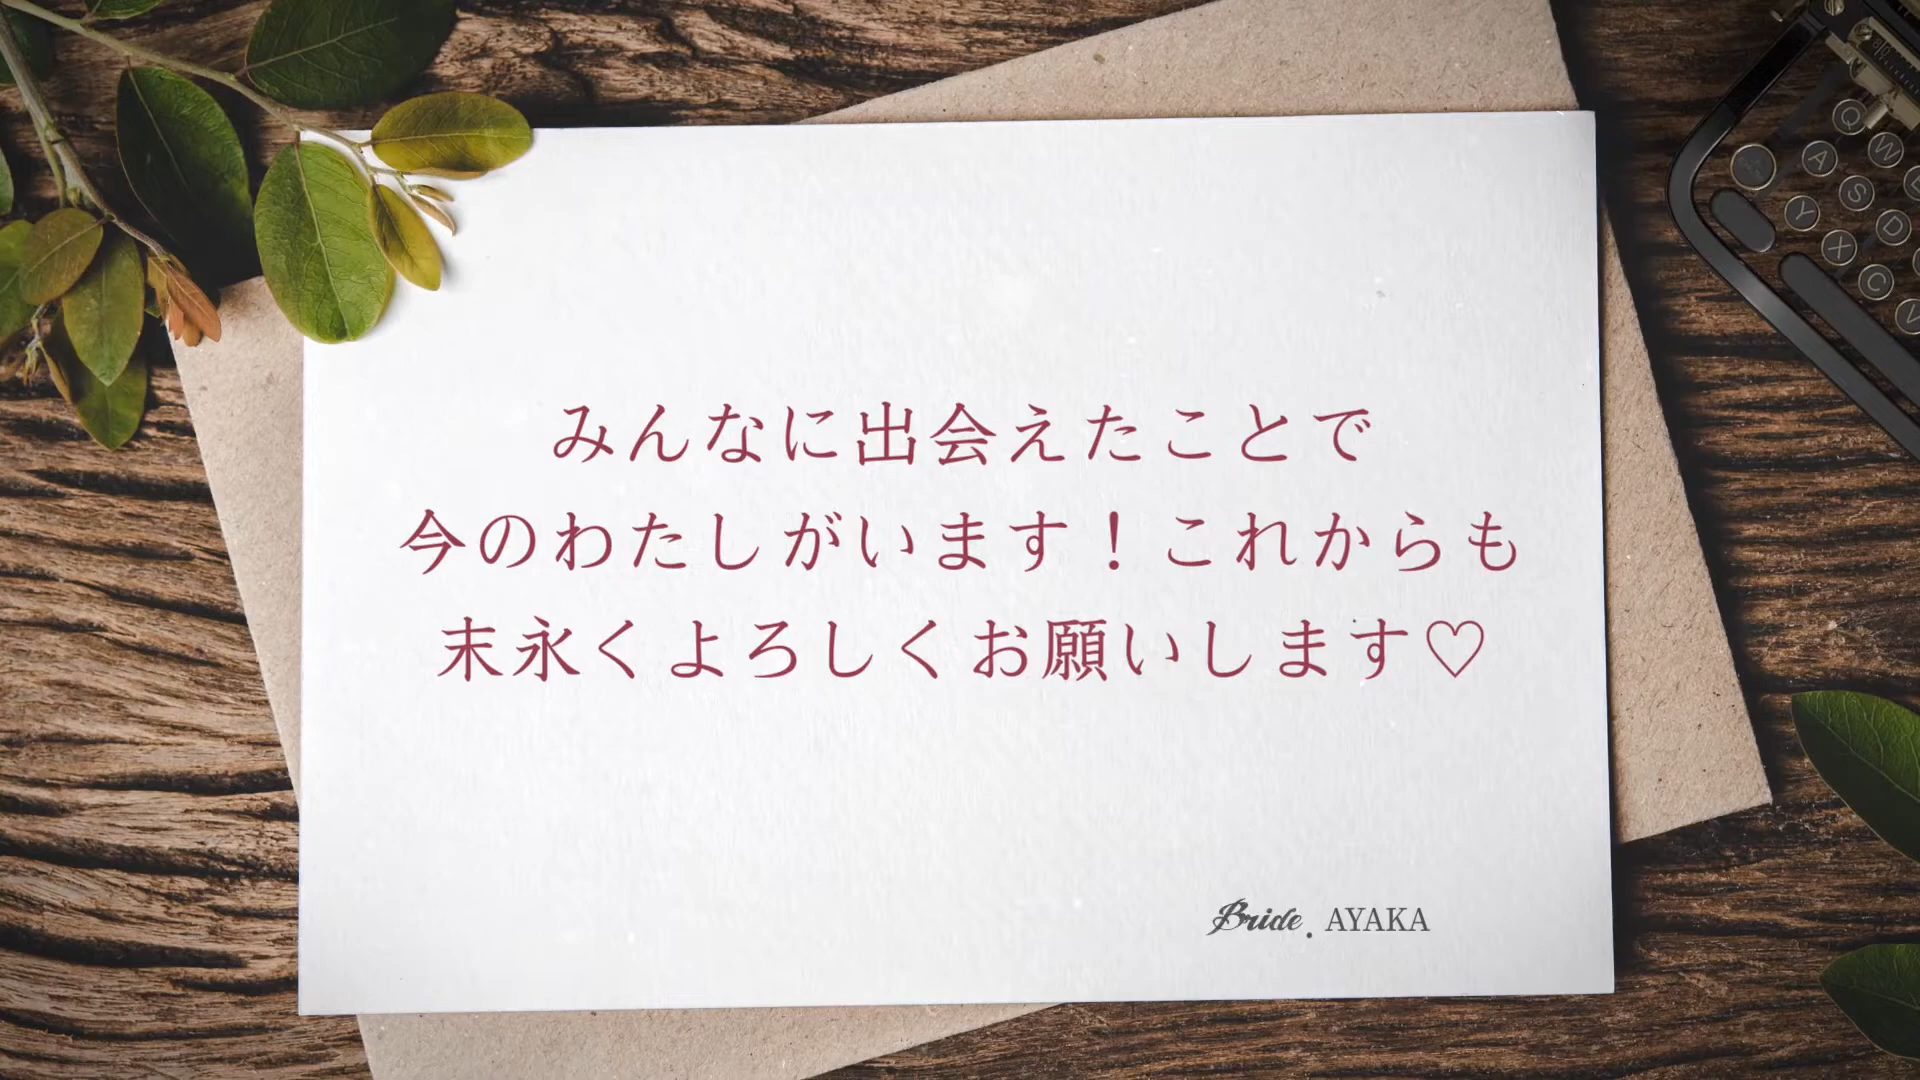 みんなに出会えたことで
今のわたしがいます！これからも
末永くよろしくお願いします♡
Bride. AYAKA
Q W
A S D
Y X C V